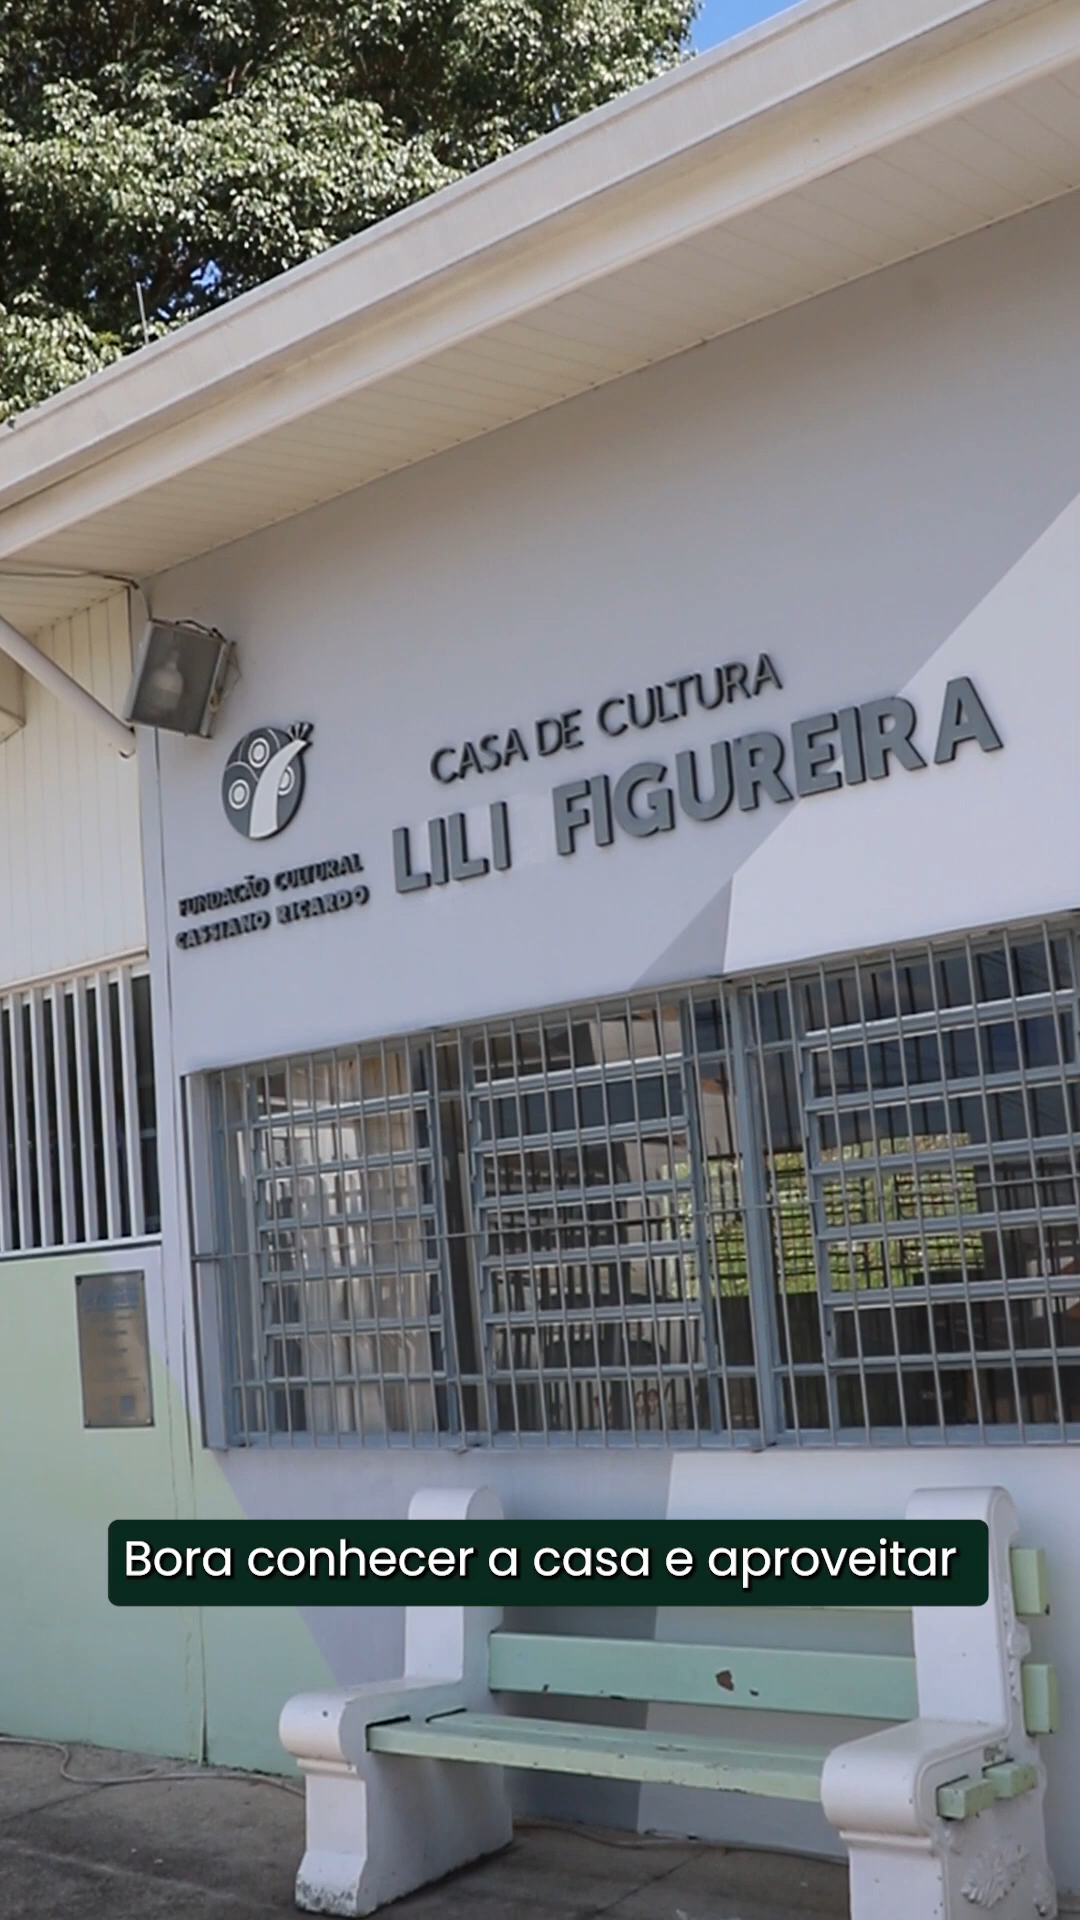 CASA DE CULTURA
LILI FIGUREIRA
FUNDAÇÃO CULTURAL
CASSIANO RICARDO
Bora conhecer a casa e aproveitar